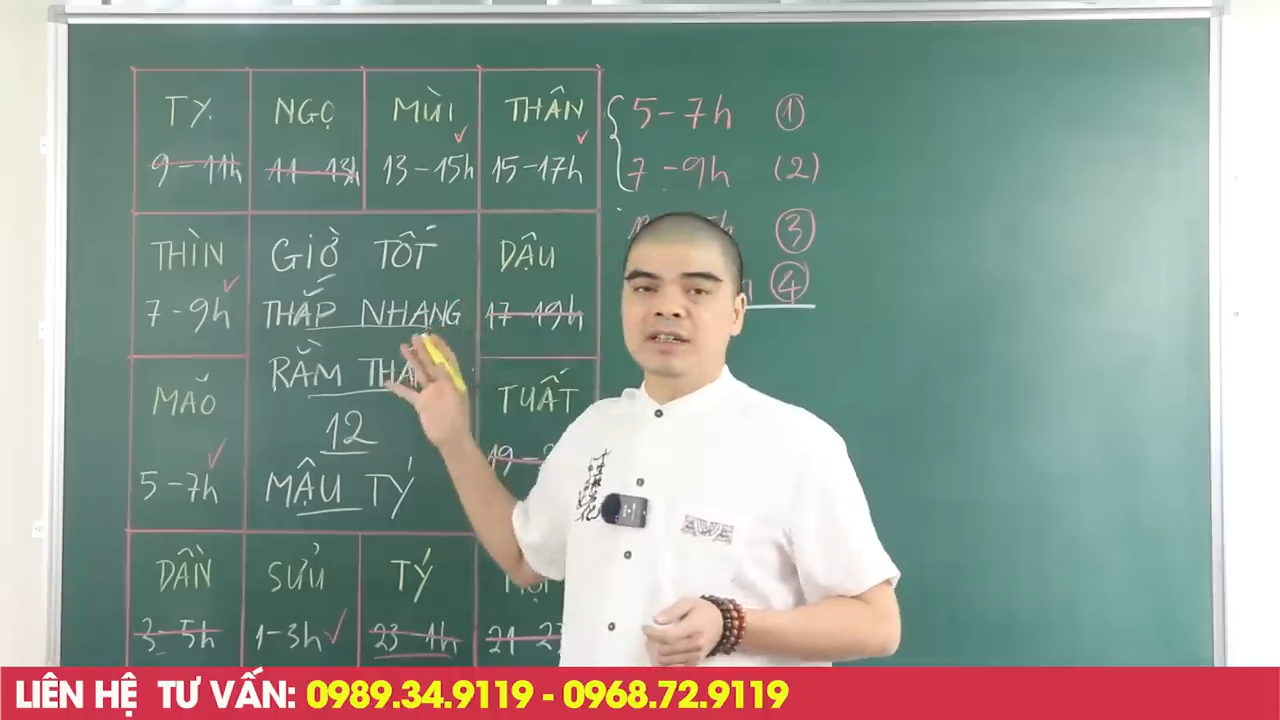 TỴ NGỌ MÙI THÂN
9-11h 11-13h 13-15h 15-17h
THÌN
7-9h
MÃO
5-7h
GIỜ TỐT
THẮP NHANG
RẰM
12
MẬU TÝ
DẬU
17-19h
TUẤT
19-
DẦN SỬU TÝ
3-5h 1-3h 23-1h 21-23
5-7h 1
7-9h (2)
3
4
LIÊN HỆ TƯ VẤN: 0989.34.9119 - 0968.72.9119